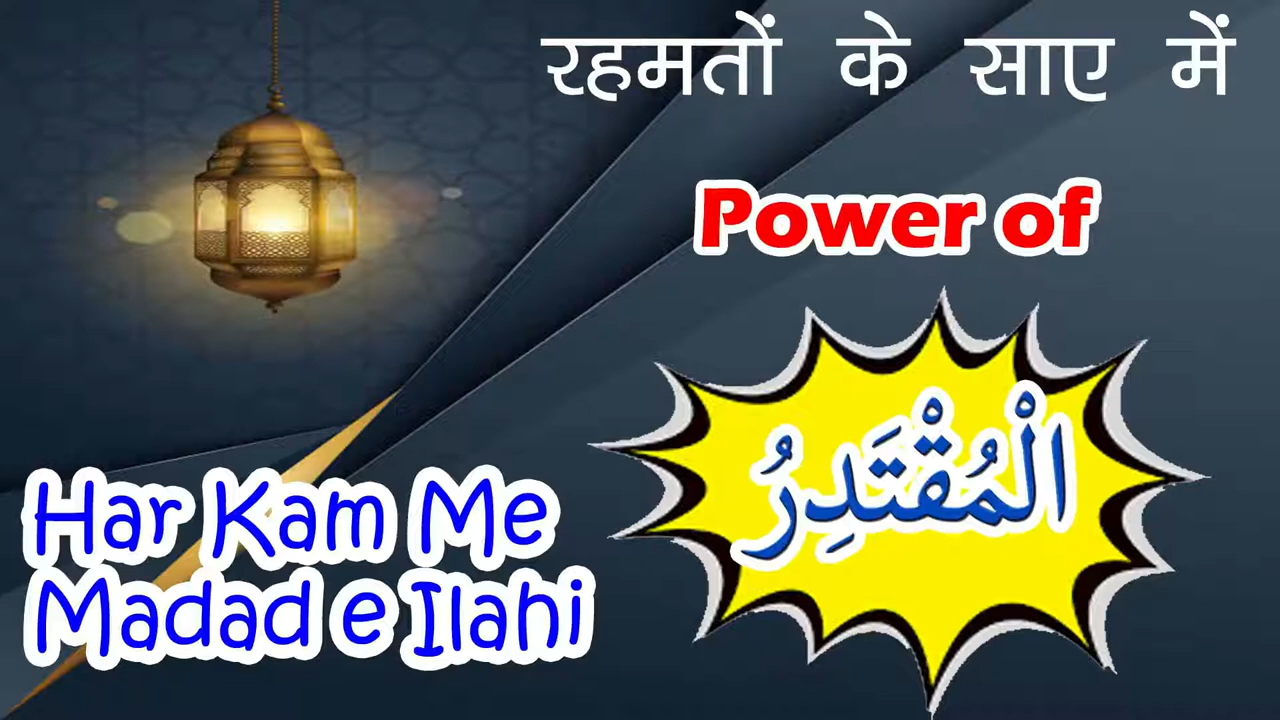 रहमतों के साए में
Power of
الْمُقْتَدِرُ
Har Kam Me
Madad e Ilahi